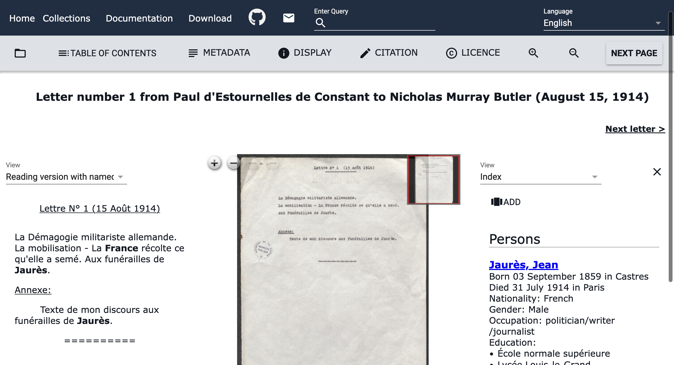 Home Collections Documentation Download Enter Query Language
English
TABLE OF CONTENTS METADATA DISPLAY CITATION LICENCE NEXT PAGE
Letter number 1 from Paul d'Estournelles de Constant to Nicholas Murray Butler (August 15, 1914)
Next letter >
View
Reading version with named
Lettre N° 1 (15 Août 1914)
La Démagogie militariste allemande.
La mobilisation - La France récolte ce
qu'elle a semé. Aux funérailles de
Jaurès.
Annexe:
Texte de mon discours aux
funérailles de Jaurès.
==========
Lettre n° 1 (15 Août 1914)
La Démagogie militariste allemande.
La mobilisation - La France récolte ce qu'elle a semé.
Aux funérailles de Jaurès.
Annexe:
Texte de mon discours aux funérailles de Jaurès.
View
Index
ADD
Persons
Jaurès, Jean
Born 03 September 1859 in Castres
Died 31 July 1914 in Paris
Nationality: French
Gender: Male
Occupation: politician/writer
/journalist
Education:
• École normale supérieure
• Lycée Louis-le-Grand